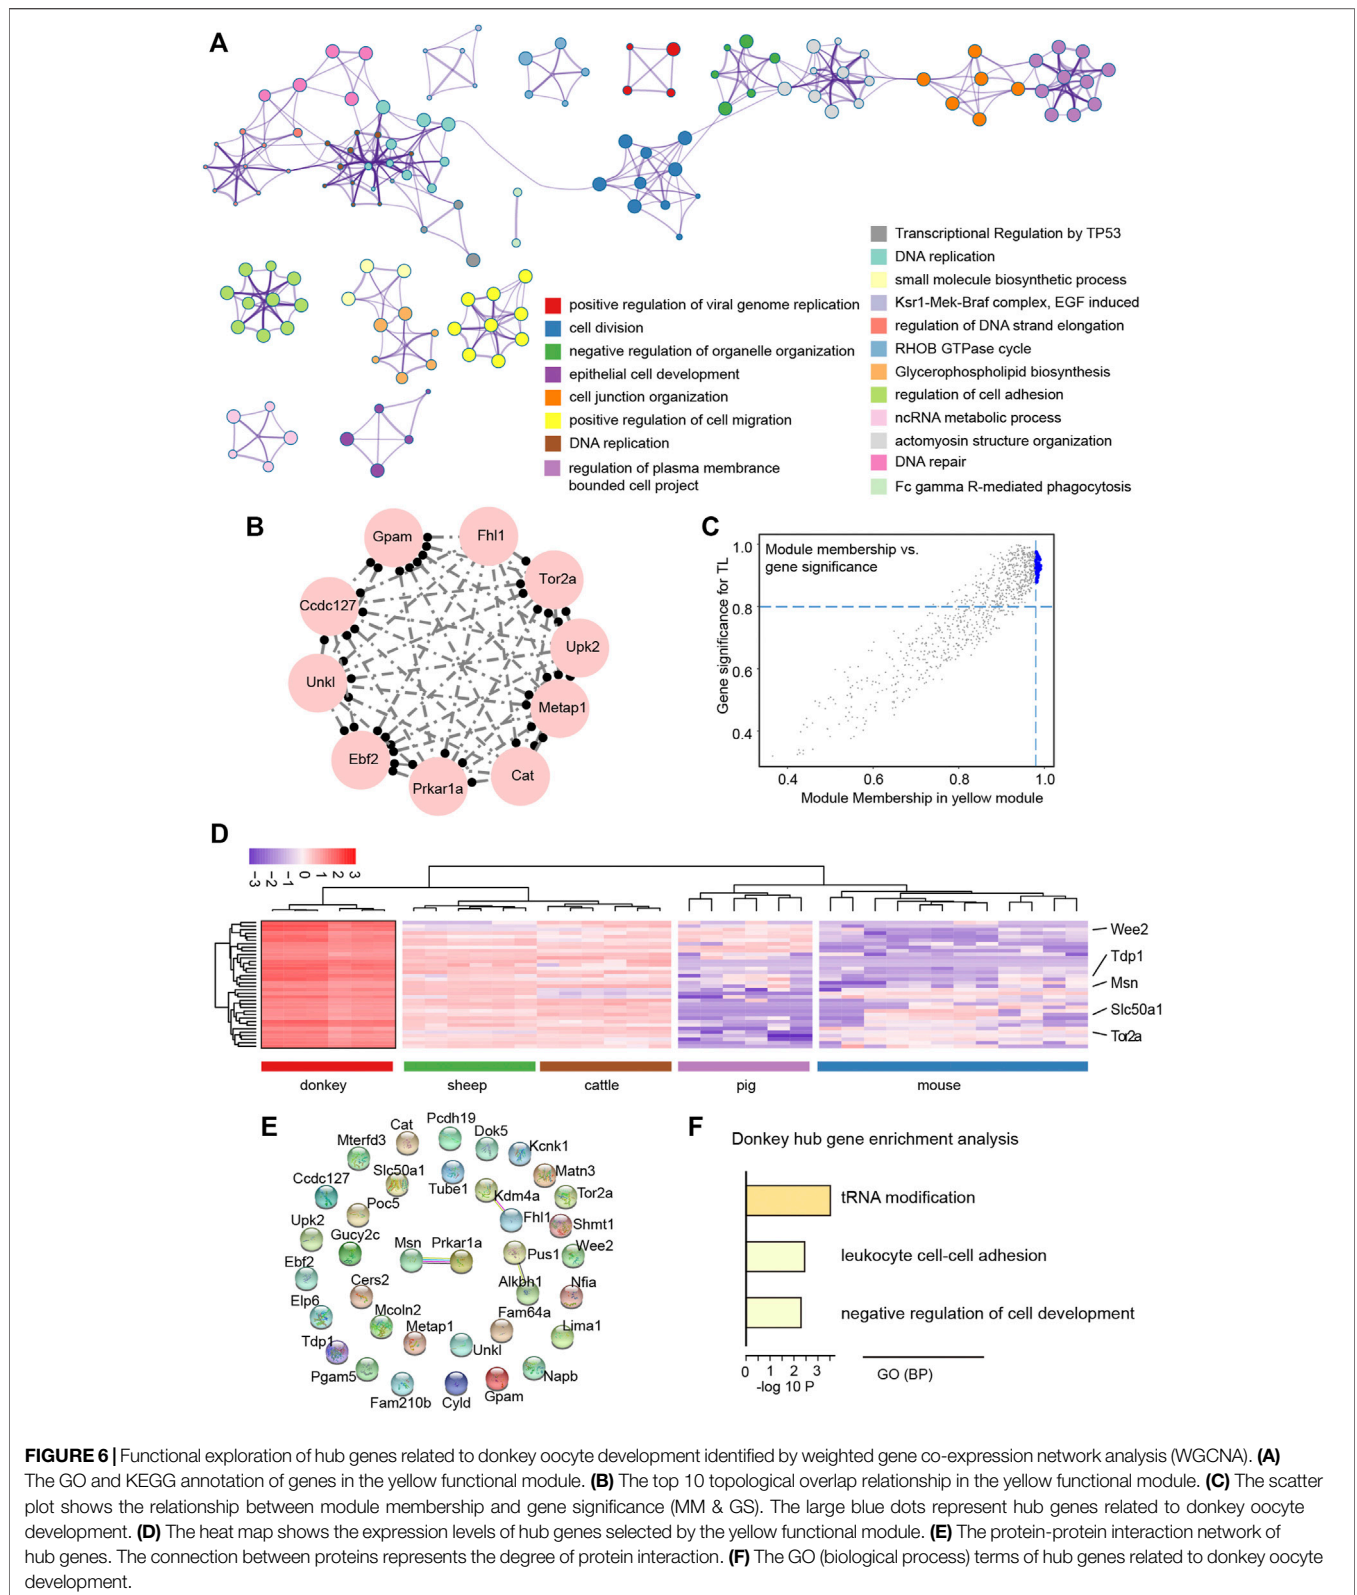 A
Transcriptional Regulation by TP53
DNA replication
small molecule biosynthetic process
Ksr1-Mek-Braf complex, EGF induced
regulation of DNA strand elongation
RHOB GTPase cycle
Glycerophospholipid biosynthesis
regulation of cell adhesion
ncRNA metabolic process
actomyosin structure organization
DNA repair
Fc gamma R-mediated phagocytosis
positive regulation of viral genome replication
cell division
negative regulation of organelle organization
epithelial cell development
cell junction organization
positive regulation of cell migration
DNA replication
regulation of plasma membrance
bounded cell project
B
Gpam
Fhl1
Tor2a
Ccdc127
Upk2
Unkl
Metap1
Ebf2
Cat
Prkar1a
C
Module membership vs.
gene significance
Gene significance for TL
1.0
0.8
0.6
0.4
0.4 0.6 0.8 1.0
Module Membership in yellow module
D
-3 -2 -1 0 1 2 3
Wee2
Tdp1
Msn
Slc50a1
Tor2a
donkey sheep cattle pig mouse
E
Pcdh19
Cat
Dok5
Mterfd3
Kcnk1
Slc50a1
Matn3
Ccdc127
Tube1
Kdm4a
Tor2a
Poc5
Upk2
Fhl1
Shmt1
Gucy2c
Msn
Prkar1a
Pus1
Wee2
Ebf2
Cers2
Alkbh1
Nfia
Elp6
Mcoln2
Fam64a
Metap1
Lima1
Tdp1
Unkl
Pgam5
Napb
Fam210b
Cyld
Gpam
F
Donkey hub gene enrichment analysis
tRNA modification
leukocyte cell-cell adhesion
negative regulation of cell development
0 1 2 3
-log 10 P
GO (BP)
FIGURE 6 | Functional exploration of hub genes related to donkey oocyte development identified by weighted gene co-expression network analysis (WGCNA). (A)
The GO and KEGG annotation of genes in the yellow functional module. (B) The top 10 topological overlap relationship in the yellow functional module. (C) The scatter
plot shows the relationship between module membership and gene significance (MM & GS). The large blue dots represent hub genes related to donkey oocyte
development. (D) The heat map shows the expression levels of hub genes selected by the yellow functional module. (E) The protein-protein interaction network of
hub genes. The connection between proteins represents the degree of protein interaction. (F) The GO (biological process) terms of hub genes related to donkey oocyte
development.